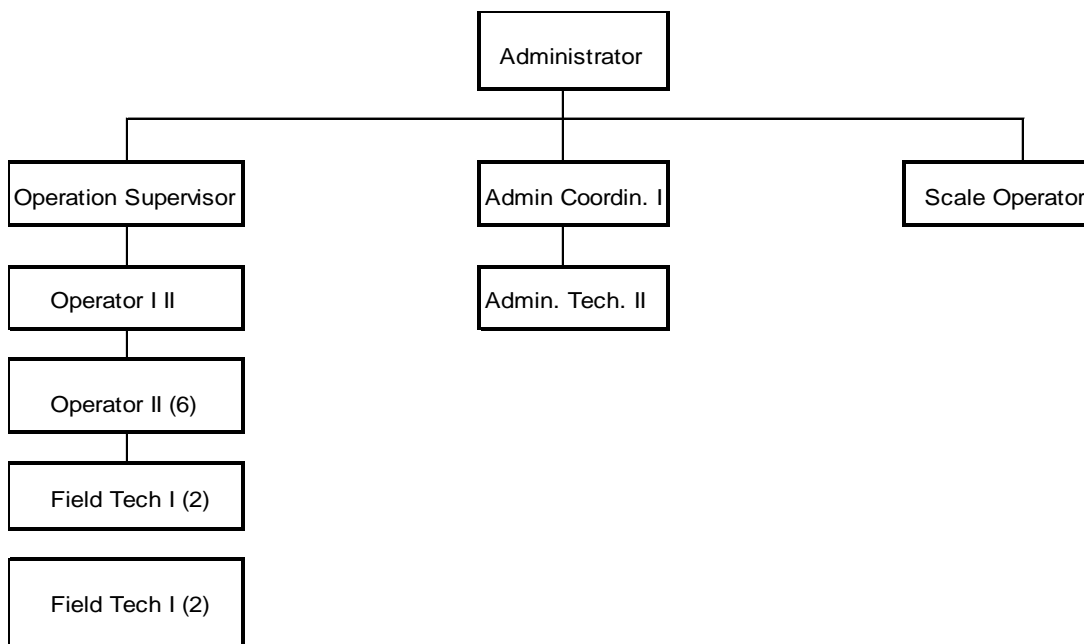 Administrator
Operation Supervisor
Admin Coordin. I
Scale Operator
Operator I II
Admin. Tech. II
Operator II (6)
Field Tech I (2)
Field Tech I (2)